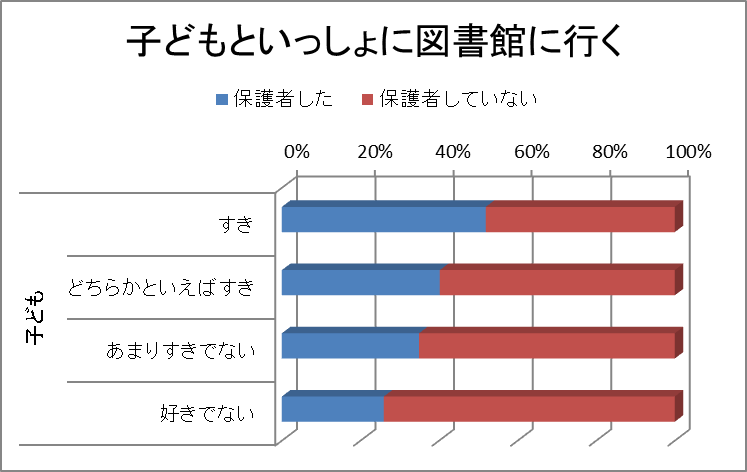 子どもといっしょに図書館に行く
保護者した 保護者していない
0% 20% 40% 60% 80% 100%
すき
どちらかといえばすき
あまりすきでない
好きでない
子ども